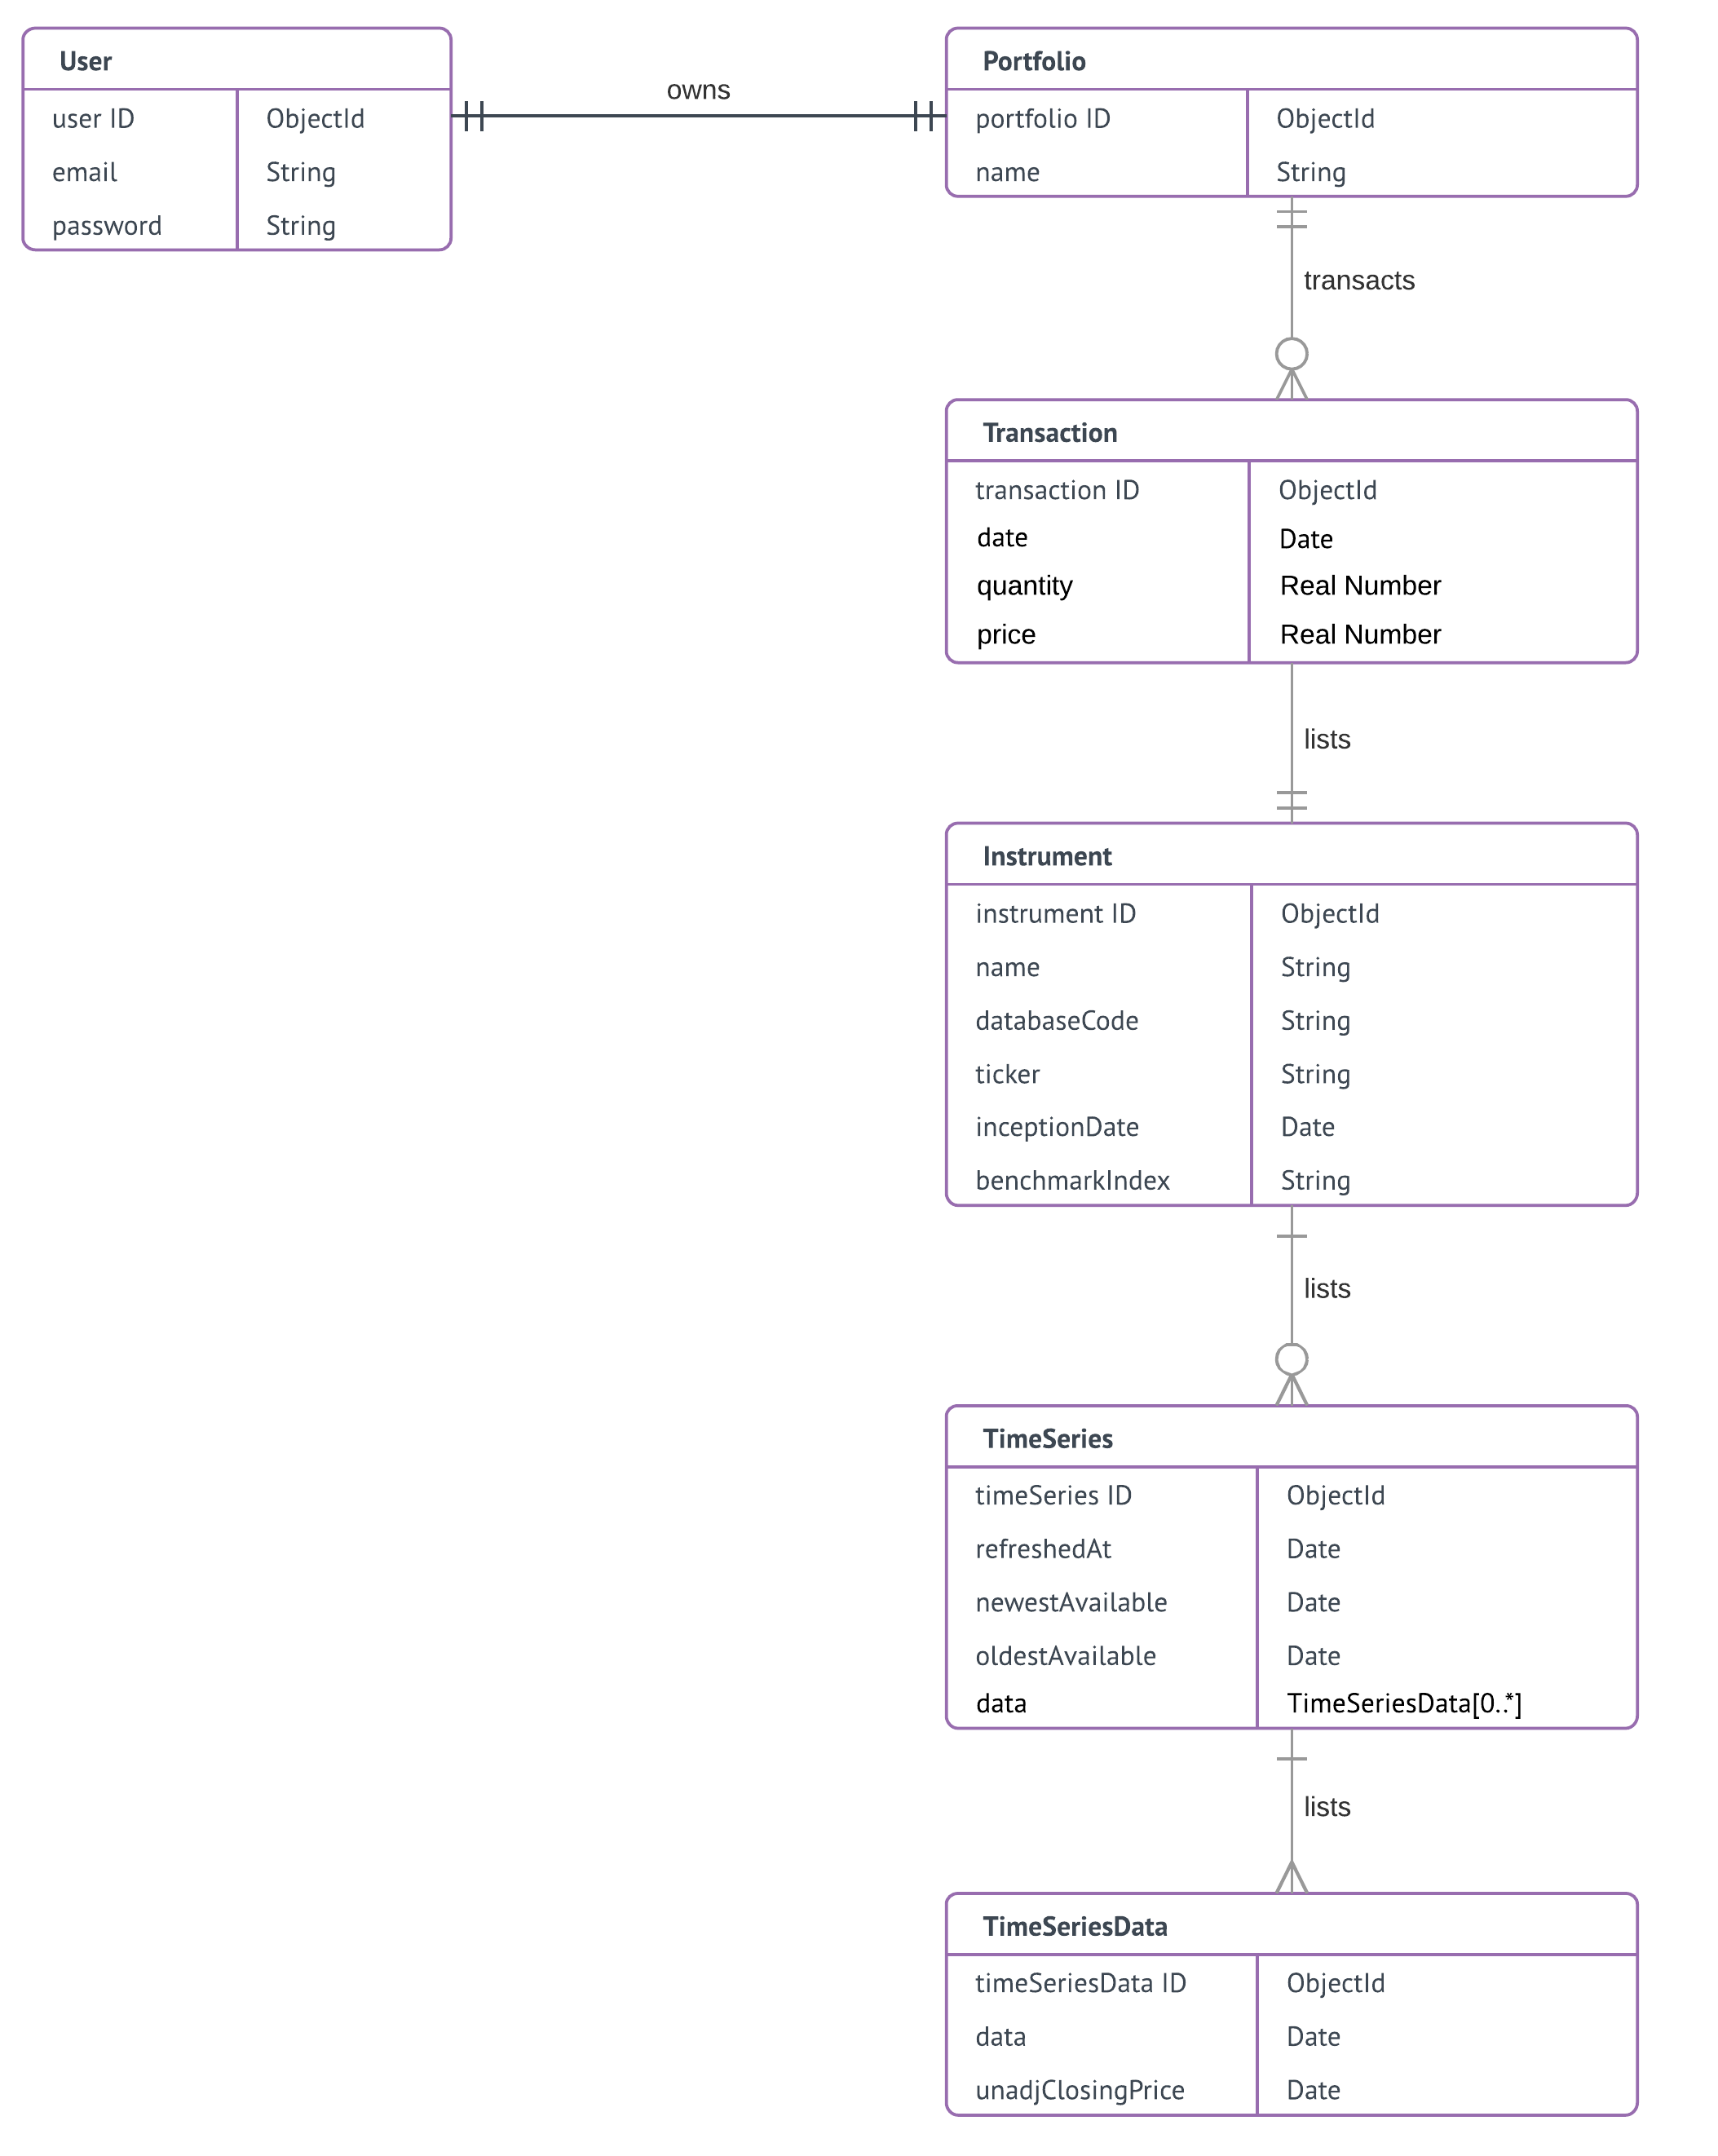 User
user ID ObjectId
email String
password String
owns
Portfolio
portfolio ID ObjectId
name String
transacts
Transaction
transaction ID ObjectId
date Date
quantity Real Number
price Real Number
lists
Instrument
instrument ID ObjectId
name String
databaseCode String
ticker String
inceptionDate Date
benchmarkIndex String
lists
TimeSeries
timeSeries ID ObjectId
refreshedAt Date
newestAvailable Date
oldestAvailable Date
data TimeSeriesData[0..*]
lists
TimeSeriesData
timeSeriesData ID ObjectId
data Date
unadjClosingPrice Date